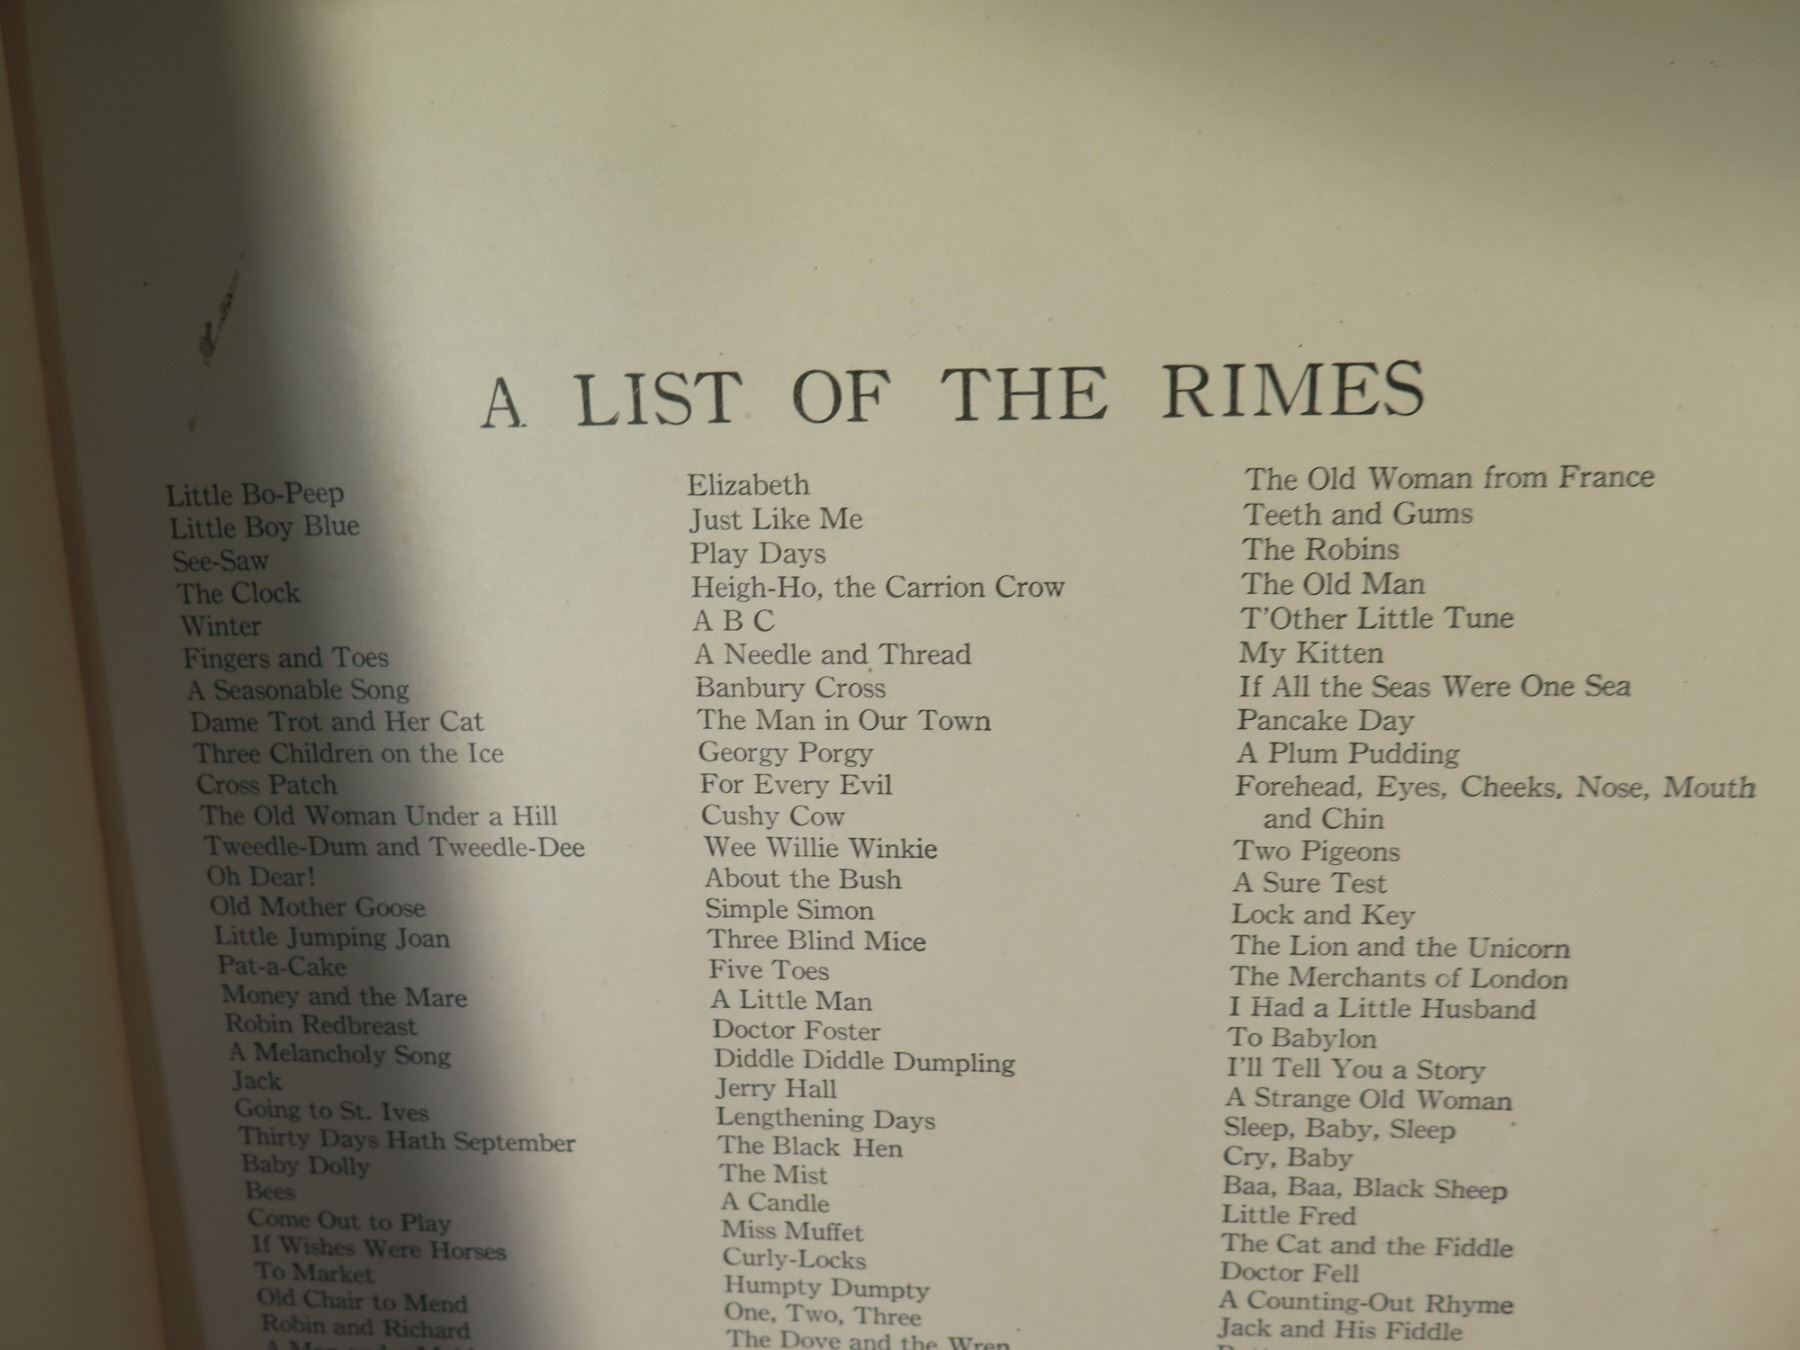 A LIST OF THE RIMES
Little Bo-Peep
Little Boy Blue
See-Saw
The Clock
Winter
Fingers and Toes
A Seasonable Song
Dame Trot and Her Cat
Three Children on the Ice
Cross Patch
The Old Woman Under a Hill
Tweedle-Dum and Tweedle-Dee
Oh Dear!
Old Mother Goose
Little Jumping Joan
Pat-a-Cake
Money and the Mare
Robin Redbreast
A Melancholy Song
Jack
Going to St. Ives
Thirty Days Hath September
Baby Dolly
Bees
Come Out to Play
If Wishes Were Horses
To Market
Old Chair to Mend
Robin and Richard
Elizabeth
Just Like Me
Play Days
Heigh-Ho, the Carrion Crow
A B C
A Needle and Thread
Banbury Cross
The Man in Our Town
Georgy Porgy
For Every Evil
Cushy Cow
Wee Willie Winkie
About the Bush
Simple Simon
Three Blind Mice
Five Toes
A Little Man
Doctor Foster
Diddle Diddle Dumpling
Jerry Hall
Lengthening Days
The Black Hen
The Mist
A Candle
Miss Muffet
Curly-Locks
Humpty Dumpty
One, Two, Three
The Dove and the Wren
The Old Woman from France
Teeth and Gums
The Robins
The Old Man
T'Other Little Tune
My Kitten
If All the Seas Were One Sea
Pancake Day
A Plum Pudding
Forehead, Eyes, Cheeks, Nose, Mouth
and Chin
Two Pigeons
A Sure Test
Lock and Key
The Lion and the Unicorn
The Merchants of London
I Had a Little Husband
To Babylon
I'll Tell You a Story
A Strange Old Woman
Sleep, Baby, Sleep
Cry, Baby
Baa, Baa, Black Sheep
Little Fred
The Cat and the Fiddle
Doctor Fell
A Counting-Out Rhyme
Jack and His Fiddle